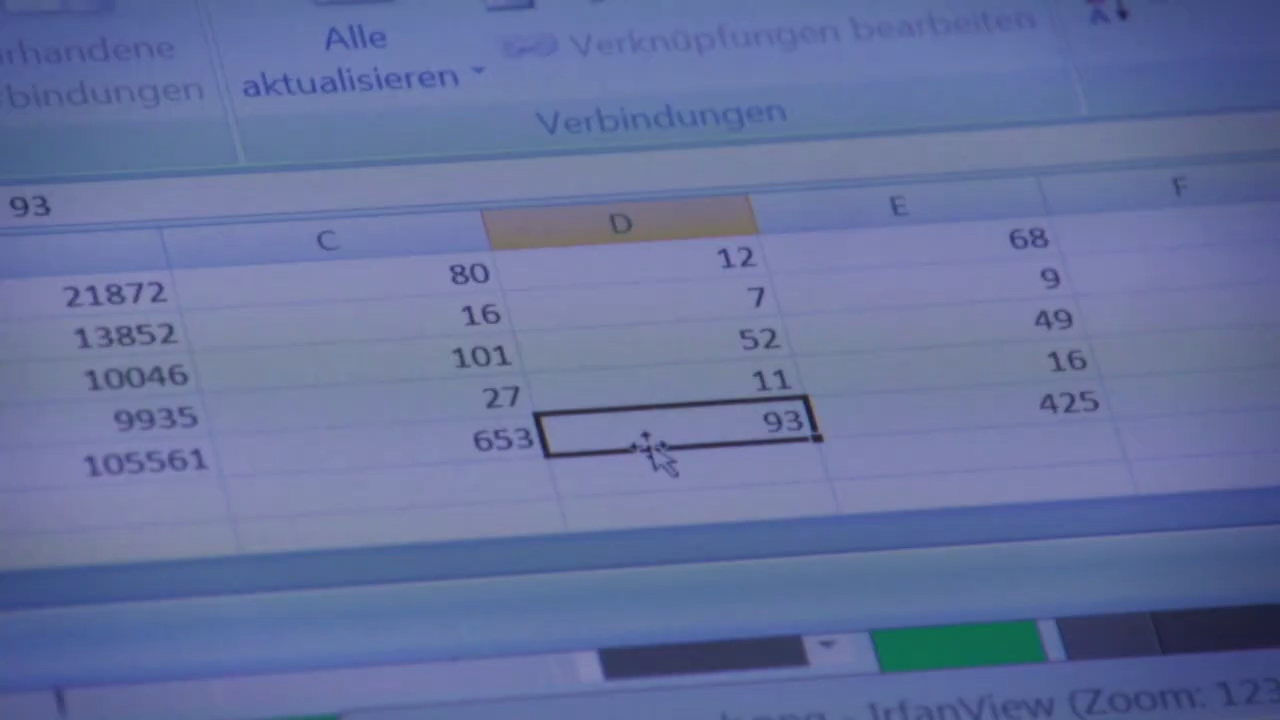 rhandene
bindungen
Alle
aktualisieren
Verknüpfungen bearbeiten
Verbindungen
93
C D E F
21872 80 12 68
13852 16 7 9
10046 101 52 49
9935 27 11 16
105561 653 93 425
- IrfanView (Zoom: 123